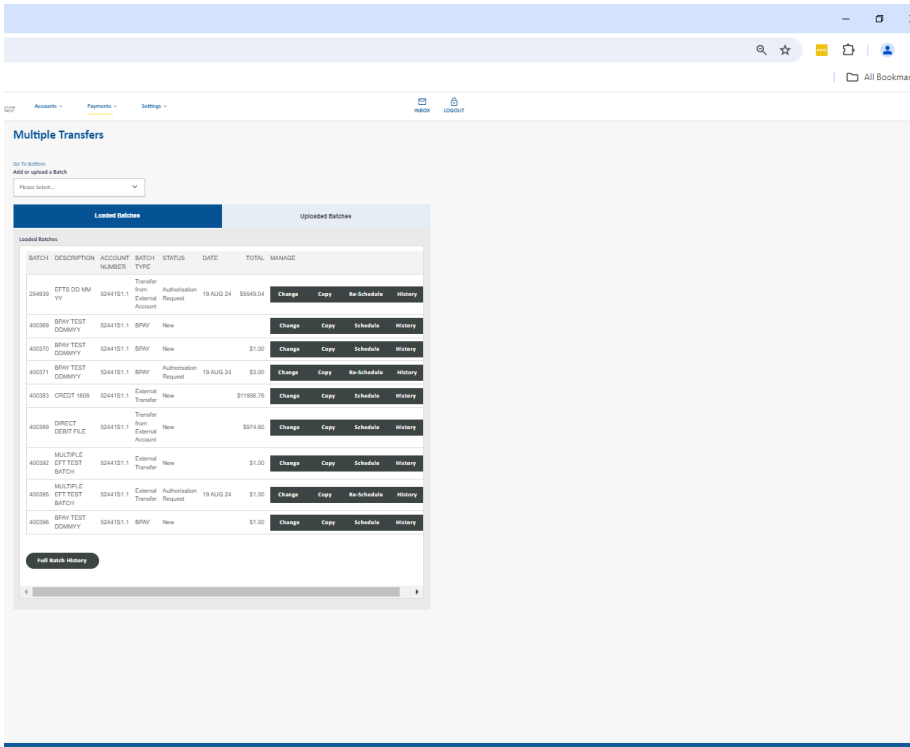 All Bookmar
Accounts Payments Settings INBOX LOGOUT
Multiple Transfers
Go To Bottom
Add or upload a Batch
Please Select...
Loaded Batches Uploaded Batches
Loaded Batches
BATCH DESCRIPTION ACCOUNT NUMBER BATCH TYPE STATUS DATE TOTAL MANAGE
254939 EFTS DD MM YY 52441S1.1 Transfer from External Account Authorisation Request 19 AUG 24 $5549.04 Change Copy Re-Schedule History
400369 BPAY TEST DDMMYY 52441S1.1 BPAY New Change Copy Schedule History
400370 BPAY TEST DDMMYY 52441S1.1 BPAY New $1.00 Change Copy Schedule History
400371 BPAY TEST DDMMYY 52441S1.1 BPAY Authorisation Request 19 AUG 24 $3.00 Change Copy Re-Schedule History
400383 CREDT 1608 52441S1.1 External Transfer New Change Copy Schedule History
400389 DIRECT DEBIT FILE 52441S1.1 Transfer from External Account New $974.60 Change Copy Schedule History
400392 MULTIPLE EFT TEST BATCH 52441S1.1 External Transfer New $1.00 Change Copy Schedule History
400395 MULTIPLE EFT TEST BATCH 52441S1.1 External Transfer Authorisation Request 19 AUG 24 $1.00 Change Copy Re-Schedule History
400396 BPAY TEST DDMMYY 52441S1.1 BPAY New $1.00 Change Copy Schedule History
Full Batch History